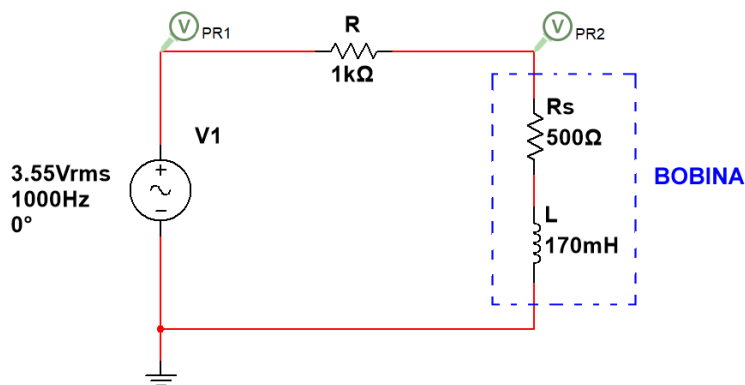 V
PR1
R
1kΩ
V
PR2
V1
3.55Vrms
1000Hz
0°
Rs
500Ω
L
170mH
BOBINA